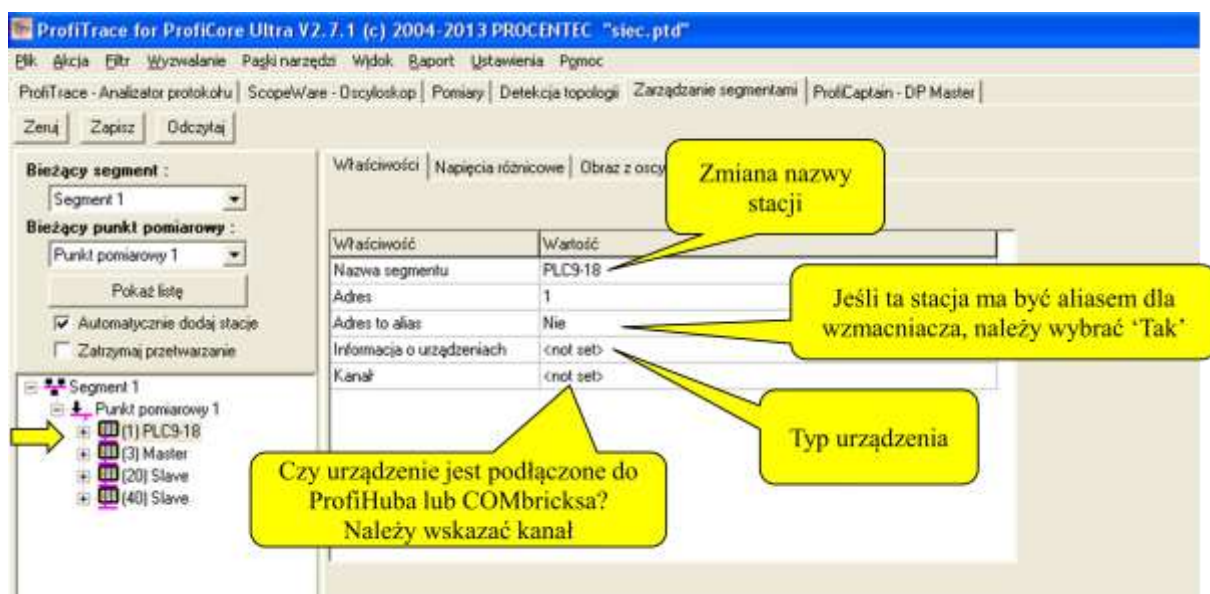 ProfiTrace for ProfiCore Ultra V2.7.1 (c) 2004-2013 PROCENTEC "siec.ptd"
Plik Akcja Filtr Wyzwalanie Paski narzędzi Widok Raport Ustawienia Pomoc
ProfiTrace - Analizator protokołu ScopeWare - Oscyloskop Pomiary Detekcja topologii Zarządzanie segmentami ProfiCaptain - DP Master
Zeruj Zapisz Odczytaj
Bieżący segment :
Segment 1
Bieżący punkt pomiarowy :
Punkt pomiarowy 1
Pokaż listę
Automatycznie dodaj stacje
Zatrzymaj przetwarzanie
Segment 1
Punkt pomiarowy 1
(1) PLC9-18
(3) Master
(20) Slave
(40) Slave
Właściwości Napięcia różnicowe Obraz z oscy
Właściwość Wartość
Nazwa segmentu PLC9-18
Adres 1
Adres to alias Nie
Informacja o urządzeniach <not set>
Kanał <not set>
Zmiana nazwy
stacji
Jeśli ta stacja ma być aliasem dla
wzmacniacza, należy wybrać ‘Tak’
Typ urządzenia
Czy urządzenie jest podłączone do
ProfiHuba lub COMbricksa?
Należy wskazać kanał